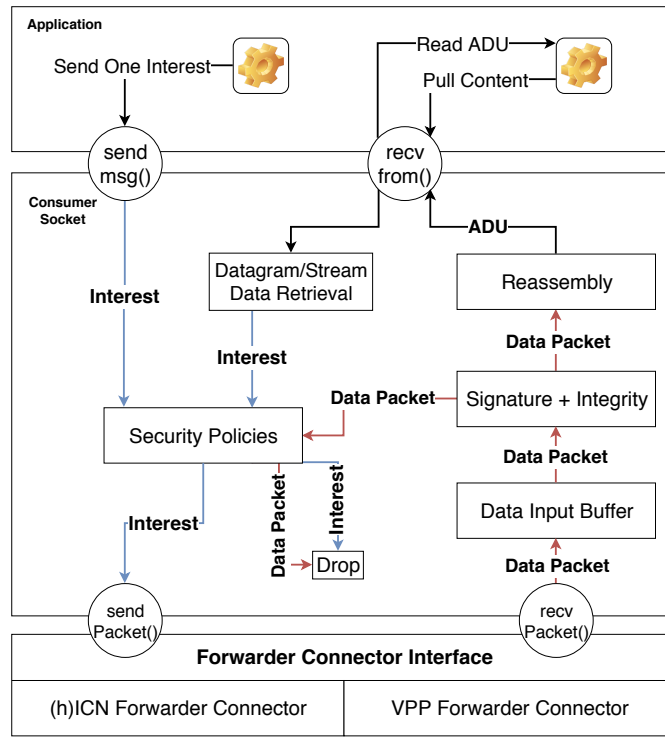 Application
Send One Interest
Read ADU
Pull Content
send
msg()
recv
from()
Consumer
Socket
ADU
Datagram/Stream
Data Retrieval
Reassembly
Interest
Interest
Data Packet
Data Packet
Signature + Integrity
Security Policies
Data Packet
Data Input Buffer
Interest
Data Packet
Interest
Drop
Data Packet
send
Packet()
recv
Packet()
Forwarder Connector Interface
(h)ICN Forwarder Connector
VPP Forwarder Connector